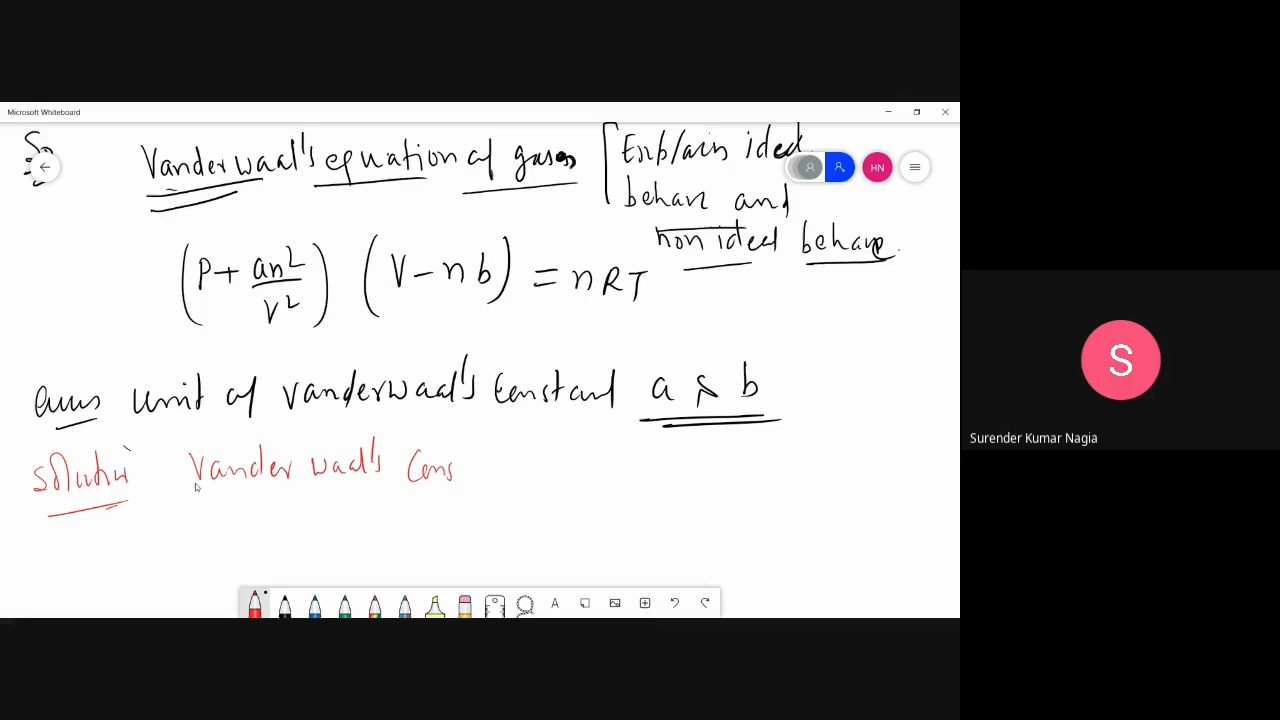 Microsoft Whiteboard
Vanderwaal's equation of gases
Explain ideal
behave and
non ideal behave.
(P + an²/V²) (V - nb) = nRT
HN
Ques Unit of Vanderwaal's Constant a & b
Solution Vander waal's Cons
A
S
Surender Kumar Nagia